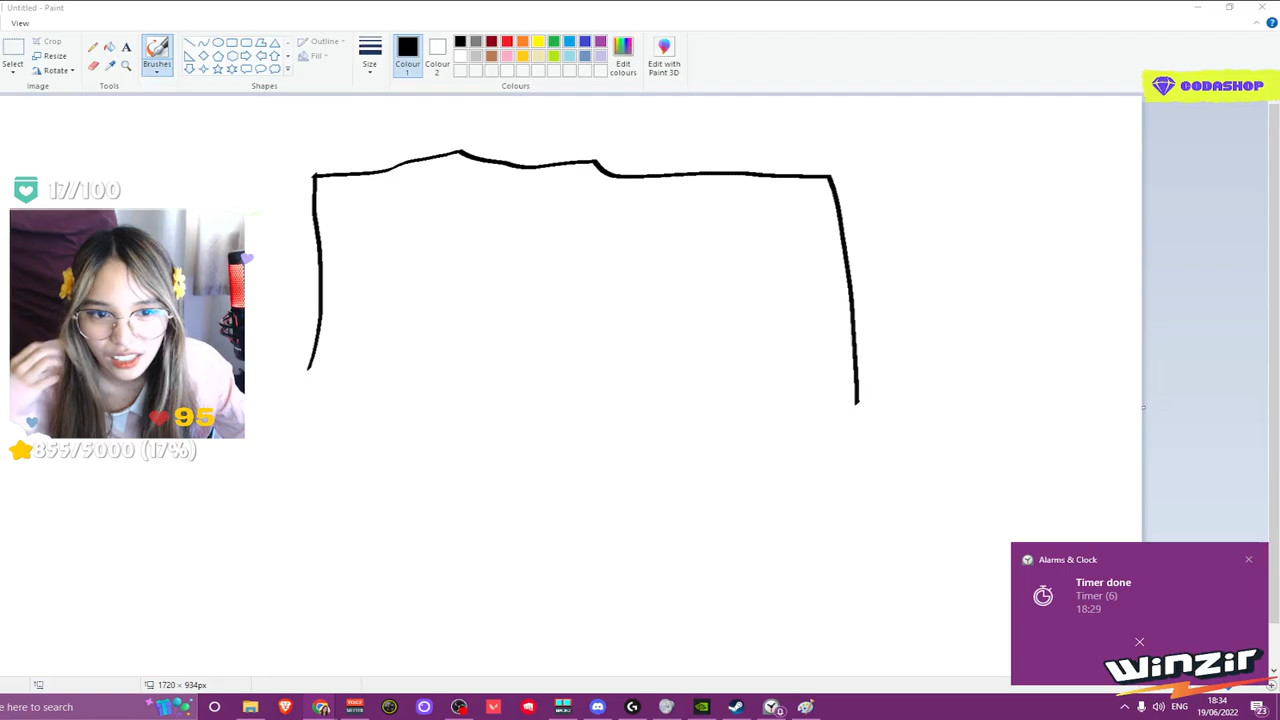 Untitled - Paint
View
Select
Crop
Resize
Rotate
Image
Tools
Brushes
Outline
Fill
Shapes
Size
Colour
1
Colour
2
Edit
colours
Edit with
Paint 3D
Colours
CODASHOP
17/100
95
855/5000 (17%)
Alarms & Clock
Timer done
Timer (6)
18:29
WINZIR
1720 × 934px
e here to search
ENG
18:34
19/06/2022
23